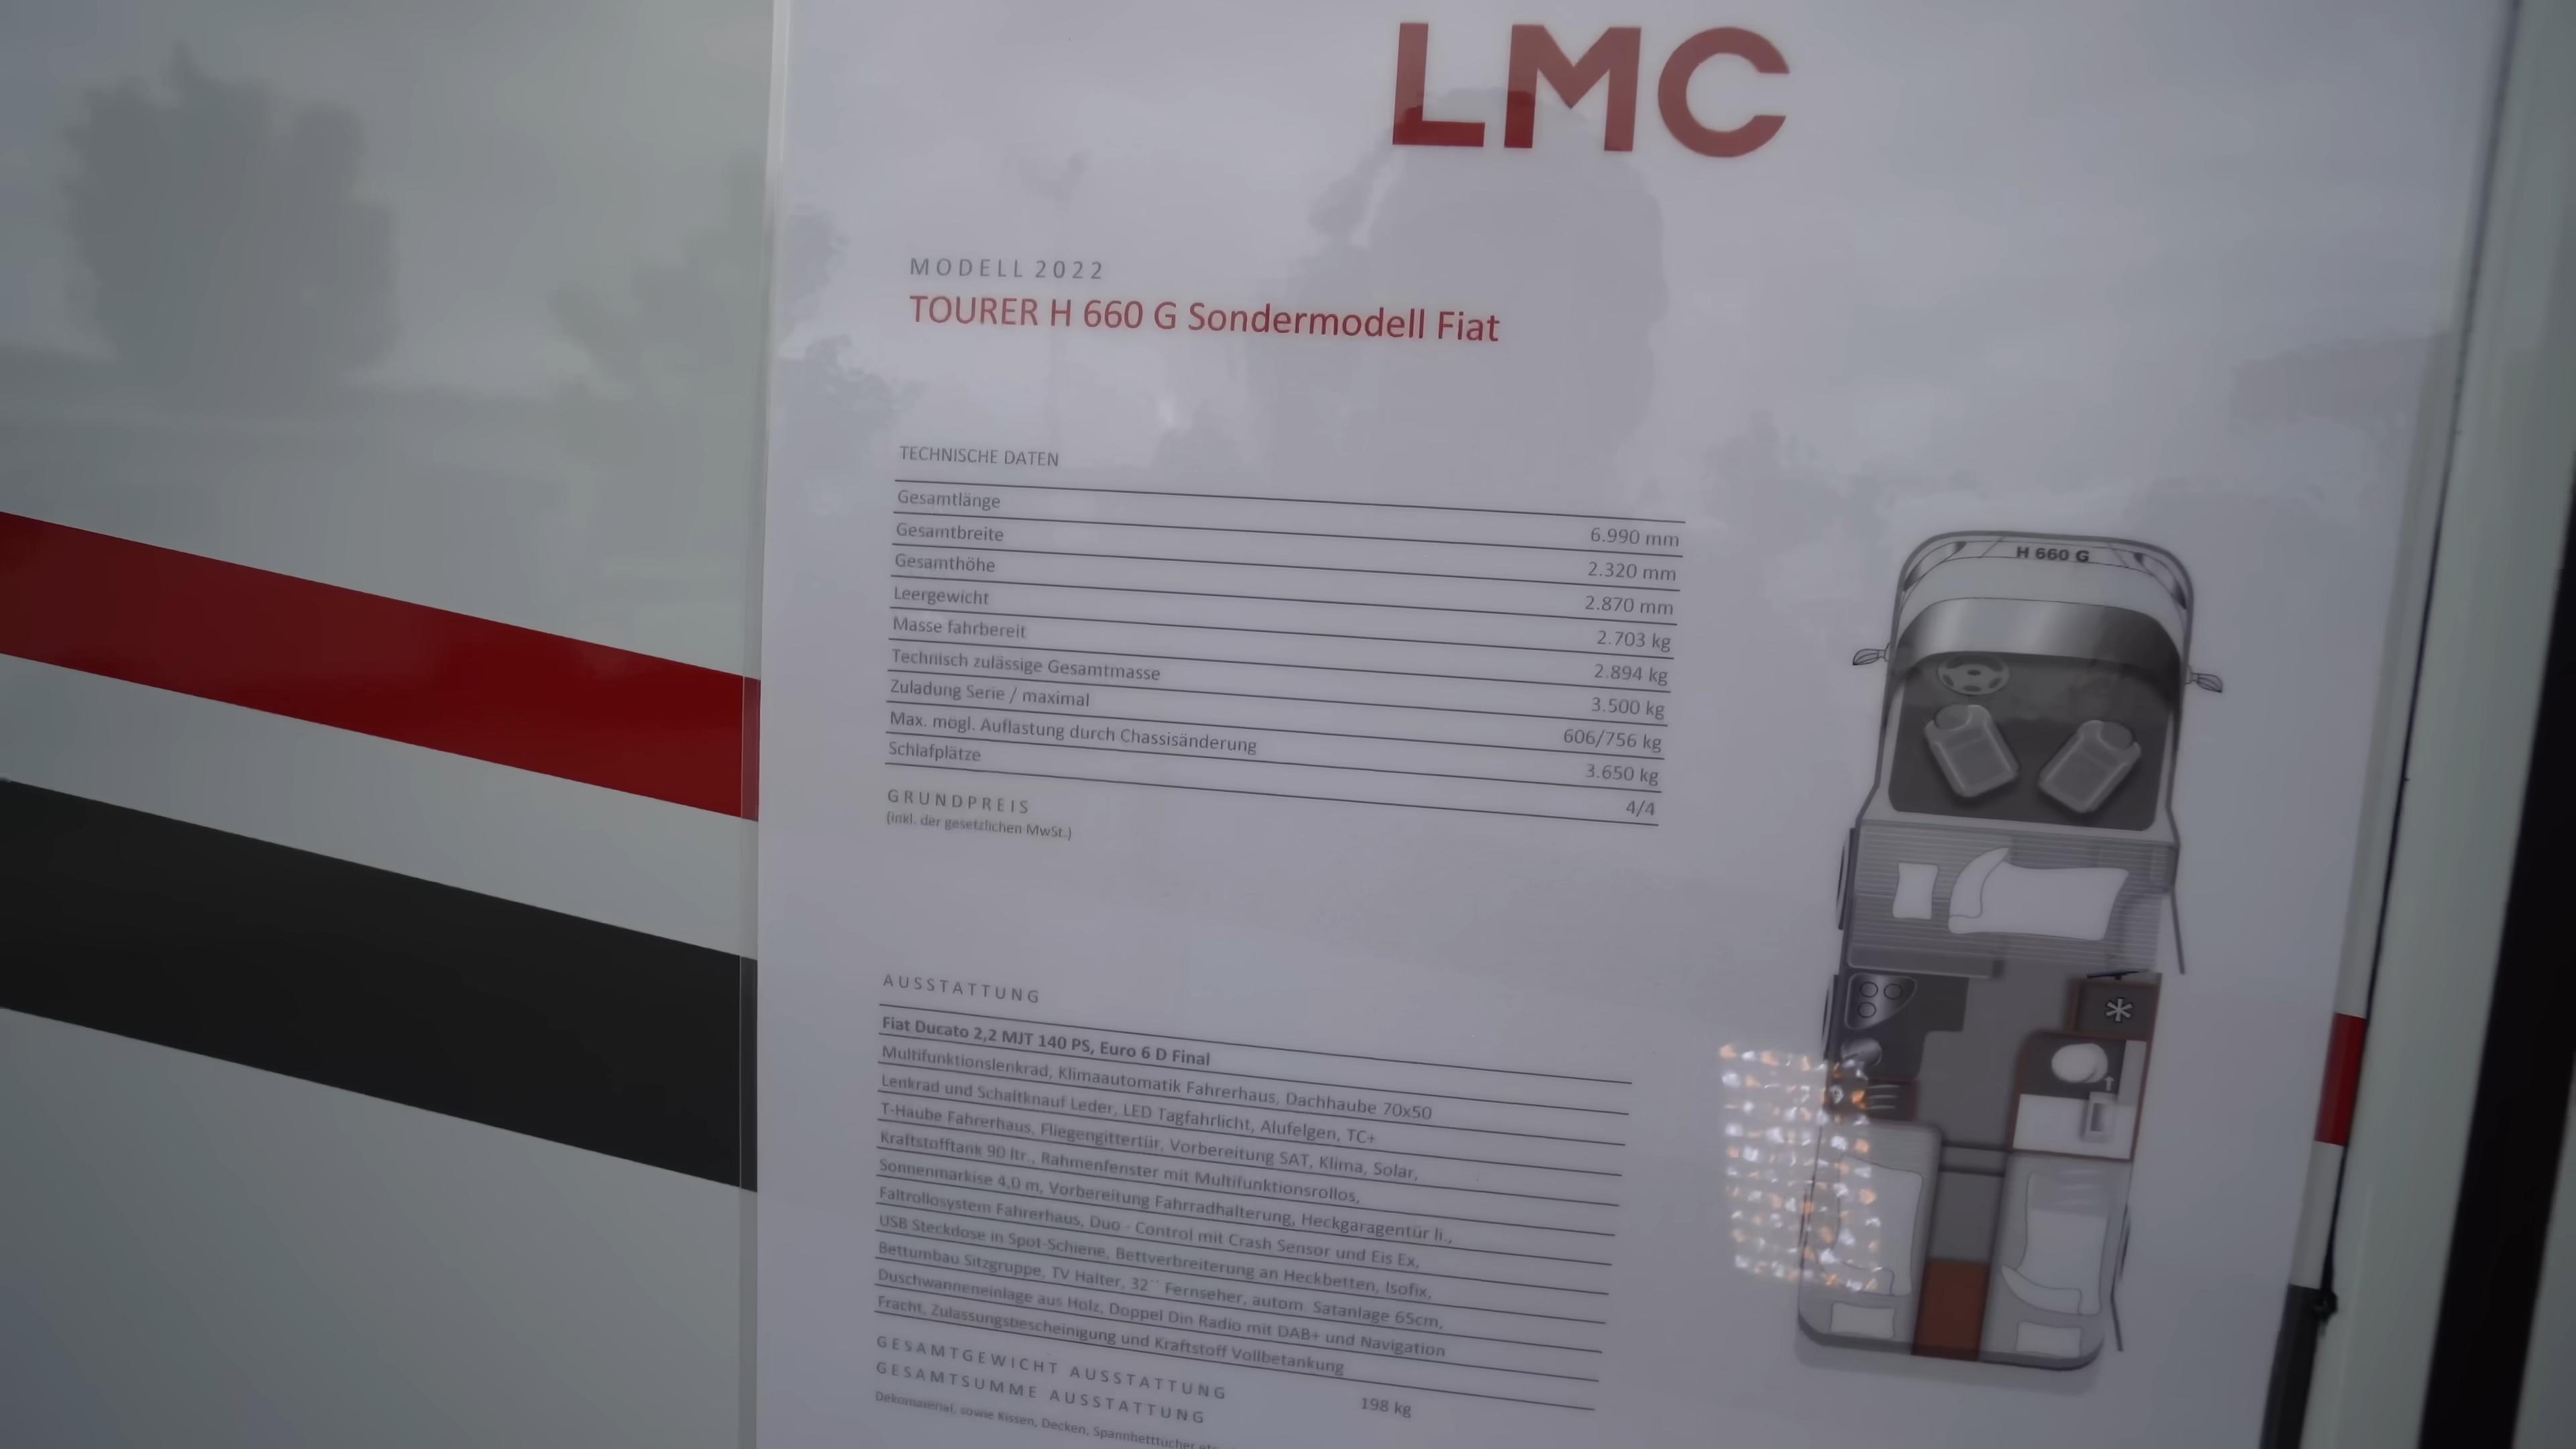 LMC
MODELL 2022
TOURER H 660 G Sondermodell Fiat
TECHNISCHE DATEN
Gesamtlänge 6.990 mm
Gesamtbreite 2.320 mm
Gesamthöhe 2.870 mm
Leergewicht 2.703 kg
Masse fahrbereit 2.894 kg
Technisch zulässige Gesamtmasse 3.500 kg
Zuladung Serie / maximal 606/756 kg
Max. mögl. Auflastung durch Chassisänderung 3.650 kg
Schlafplätze 4/4
GRUNDPREIS
(inkl. der gesetzlichen MwSt.)
H 660 G
AUSSTATTUNG
Fiat Ducato 2,2 MJT 140 PS, Euro 6 D Final
Multifunktionslenkrad, Klimaautomatik Fahrerhaus, Dachhaube 70x50
Lenkrad und Schaltknauf Leder, LED Tagfahrlicht, Alufelgen, TC+
T-Haube Fahrerhaus, Fliegengittertür, Vorbereitung SAT, Klima, Solar,
Kraftstofftank 90 ltr., Rahmenfenster mit Multifunktionsrollos,
Sonnenmarkise 4,0 m, Vorbereitung Fahrradhalterung, Heckgaragentür li.,
Faltrollosystem Fahrerhaus, Duo - Control mit Crash Sensor und Eis Ex,
USB Steckdose in Spot-Schiene, Bettverbreiterung an Heckbetten, Isofix,
Bettumbau Sitzgruppe, TV Halter, 32´´ Fernseher, autom. Satanlage 65cm,
Duschwanneneinlage aus Holz, Doppel Din Radio mit DAB+ und Navigation
Fracht, Zulassungsbescheinigung und Kraftstoff Vollbetankung
GESAMTGEWICHT AUSSTATTUNG 198 kg
GESAMTSUMME AUSSTATTUNG
Dekomaterial, sowie Kissen, Decken, Spannbetttücher